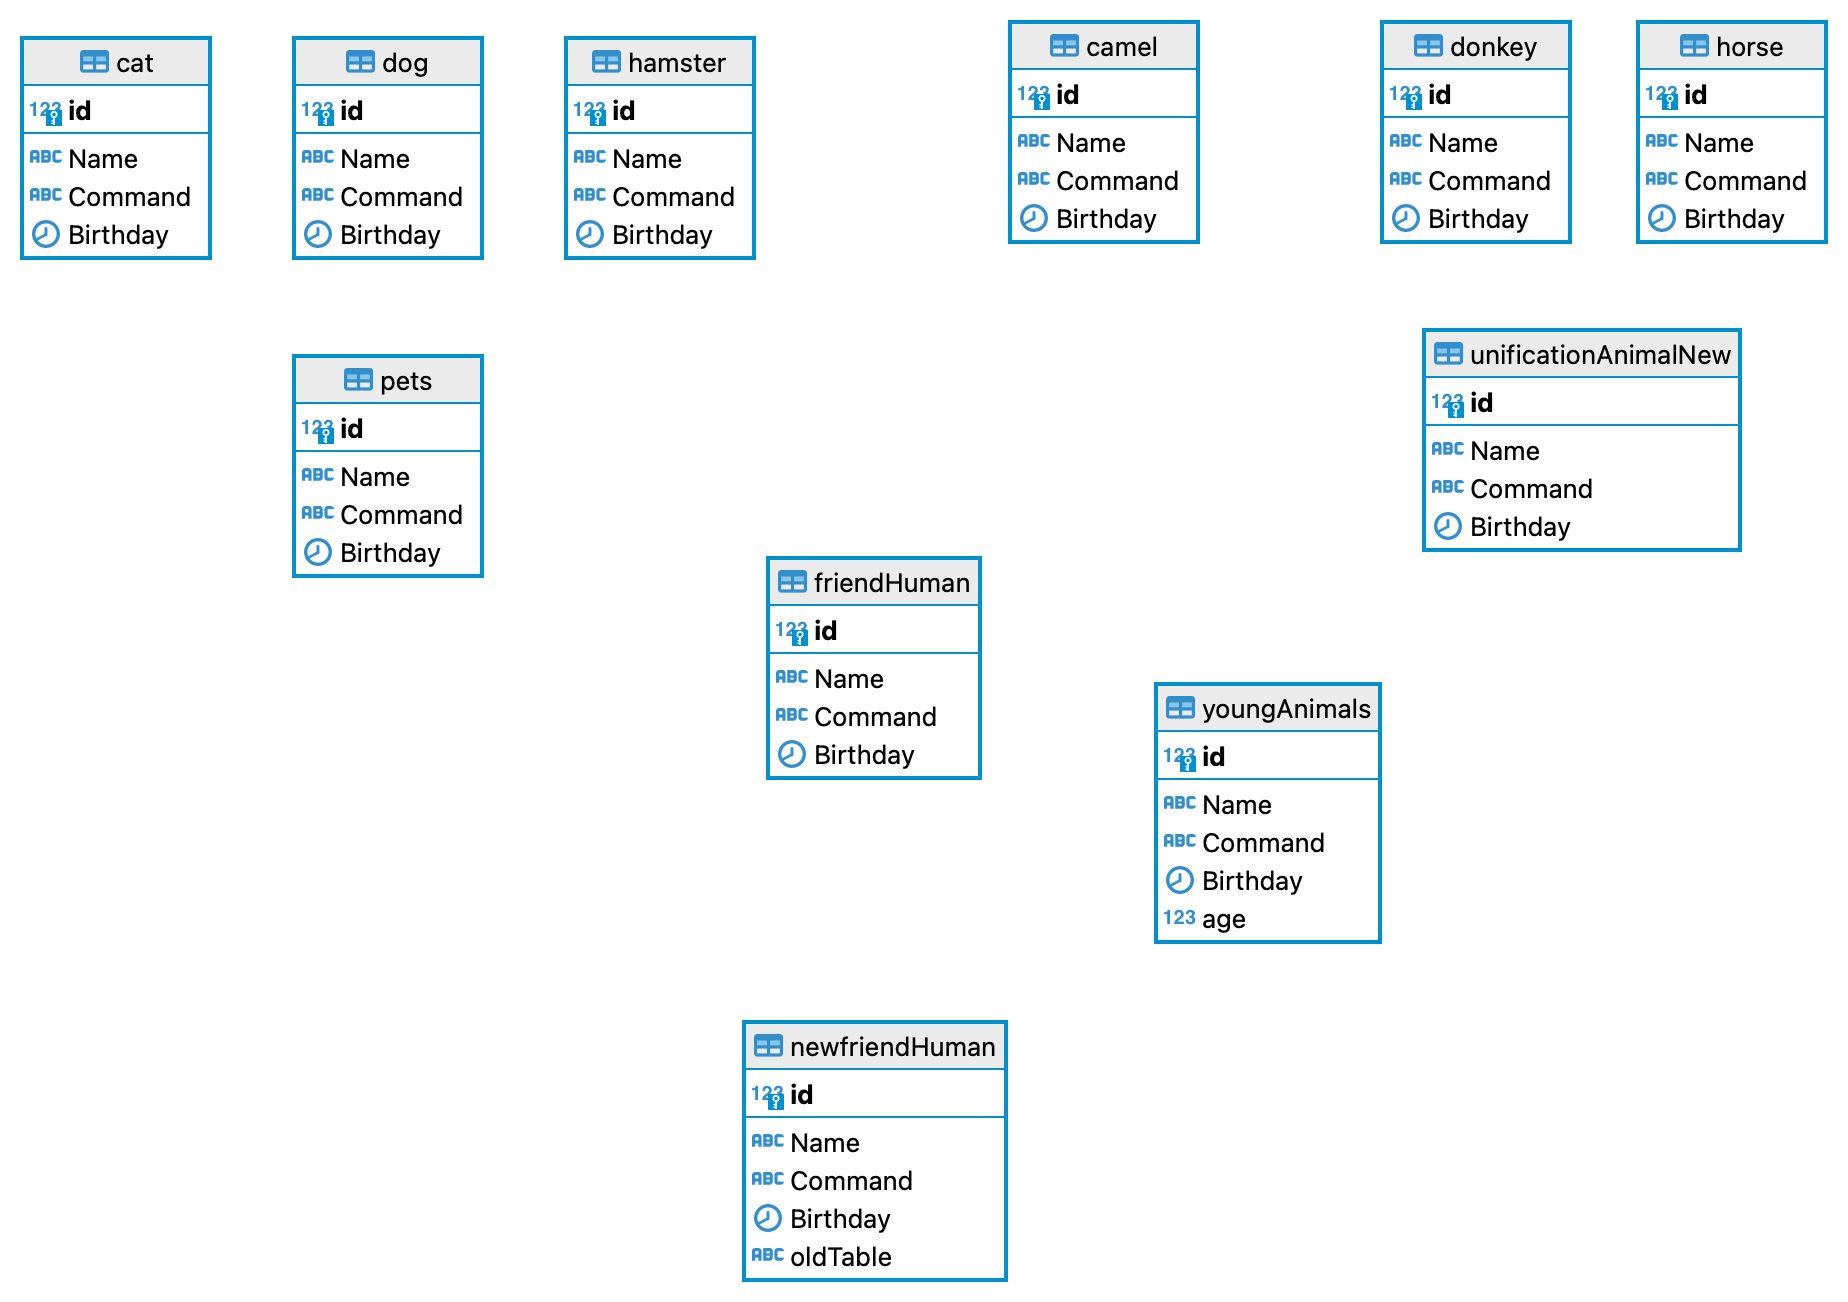 cat
123 id
ABC Name
ABC Command
Birthday
dog
123 id
ABC Name
ABC Command
Birthday
hamster
123 id
ABC Name
ABC Command
Birthday
camel
123 id
ABC Name
ABC Command
Birthday
donkey
123 id
ABC Name
ABC Command
Birthday
horse
123 id
ABC Name
ABC Command
Birthday
pets
123 id
ABC Name
ABC Command
Birthday
unificationAnimalNew
123 id
ABC Name
ABC Command
Birthday
friendHuman
123 id
ABC Name
ABC Command
Birthday
youngAnimals
123 id
ABC Name
ABC Command
Birthday
123 age
newfriendHuman
123 id
ABC Name
ABC Command
Birthday
ABC oldTable